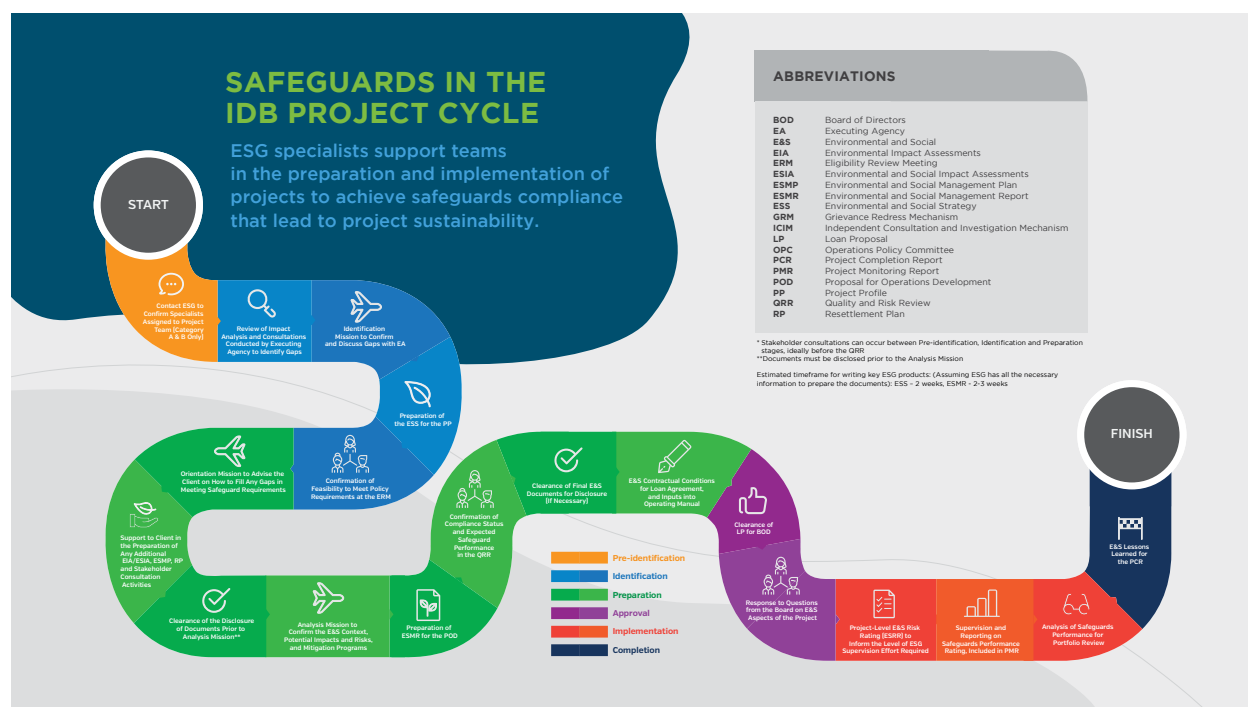 SAFEGUARDS IN THE
IDB PROJECT CYCLE
ESG specialists support teams
in the preparation and implementation of
projects to achieve safeguards compliance
that lead to project sustainability.
ABBREVIATIONS
BOD Board of Directors
EA Executing Agency
E&S Environmental and Social
EIA Environmental Impact Assessments
ERM Eligibility Review Meeting
ESIA Environmental and Social Impact Assessments
ESMP Environmental and Social Management Plan
ESMR Environmental and Social Management Report
ESS Environmental and Social Strategy
GRM Grievance Redress Mechanism
ICIM Independent Consultation and Investigation Mechanism
LP Loan Proposal
OPC Operations Policy Committee
PCR Project Completion Report
PMR Project Monitoring Report
POD Proposal for Operations Development
PP Project Profile
QRR Quality and Risk Review
RP Resettlement Plan
* Stakeholder consultations can occur between Pre-identification, Identification and Preparation
stages, ideally before the QRR
**Documents must be disclosed prior to the Analysis Mission
Estimated timeframe for writing key ESG products: (Assuming ESG has all the necessary
information to prepare the documents): ESS – 2 weeks, ESMR - 2-3 weeks
START
Contact ESG to
Confirm Specialists
Assigned to Project
Team [Category
A & B Only]
Review of Impact
Analysis and Consultations
Conducted by Executing
Agency to Identify Gaps
Identification
Mission to Confirm
and Discuss Gaps with EA
Preparation of
the ESS for the PP
Confirmation of
Feasibility to Meet Policy
Requirements at the ERM
Orientation Mission to Advise the
Client on How to Fill Any Gaps in
Meeting Safeguard Requirements
Support to Client in
the Preparation of
Any Additional
EIA/ESIA, ESMP, RP
and Stakeholder
Consultation
Activities
Clearance of the Disclosure
of Documents Prior to
Analysis Mission**
Analysis Mission to
Confirm the E&S Context,
Potential Impacts and Risks,
and Mitigation Programs
Preparation of
ESMR for the POD
Confirmation of
Compliance Status
and Expected
Safeguard
Performance
in the QRR
Clearance of Final E&S
Documents for Disclosure
(If Necessary)
E&S Contractual Conditions
for Loan Agreement,
and Inputs into
Operating Manual
Clearance of
LP for BOD
Response to Questions
from the Board on E&S
Aspects of the Project
Project-Level E&S Risk
Rating [ESRR] to
Inform the Level of ESG
Supervision Effort Required
Supervision and
Reporting on
Safeguards Performance
Rating, Included in PMR
Analysis of Safeguards
Performance for
Portfolio Review
E&S Lessons
Learned for
the PCR
FINISH
Pre-identification
Identification
Preparation
Approval
Implementation
Completion